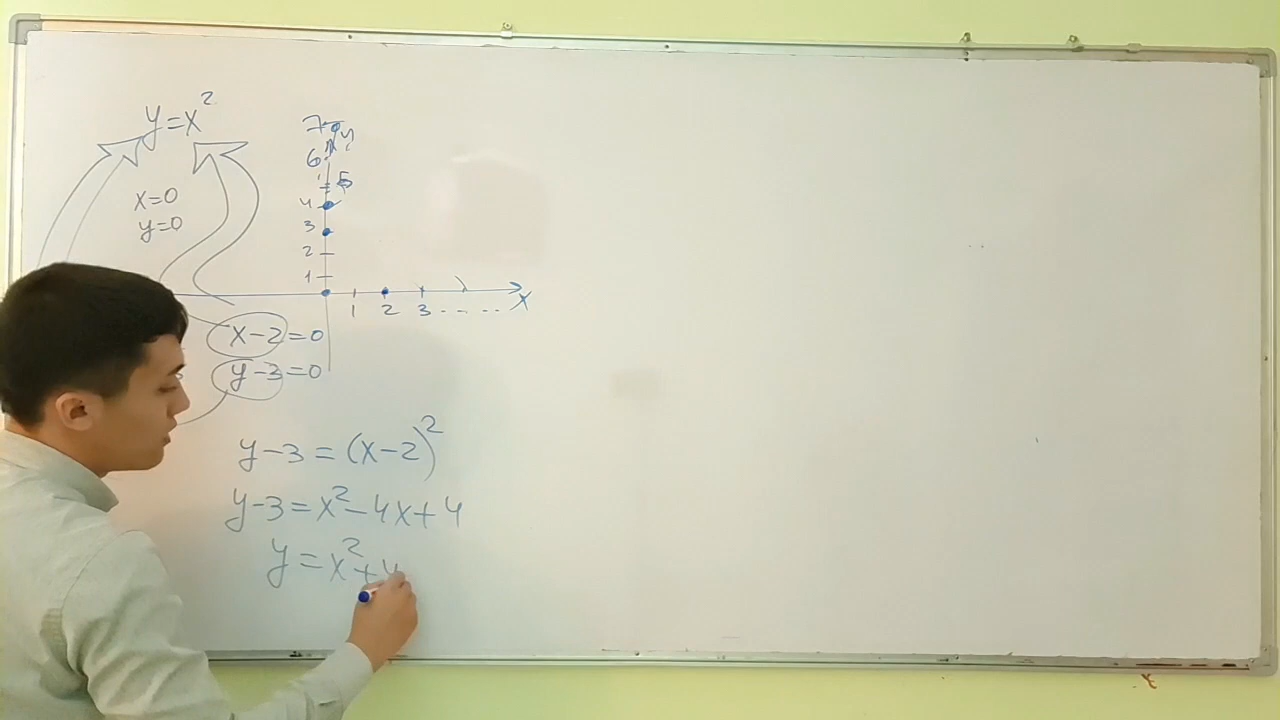 y=x²
x=0
y=0
7
y
6
5
4
3
2
1
1 2 3 . . . . . x
x-2=0
y-3=0
y-3=(x-2)²
y-3=x²-4x+4
y=x²+4